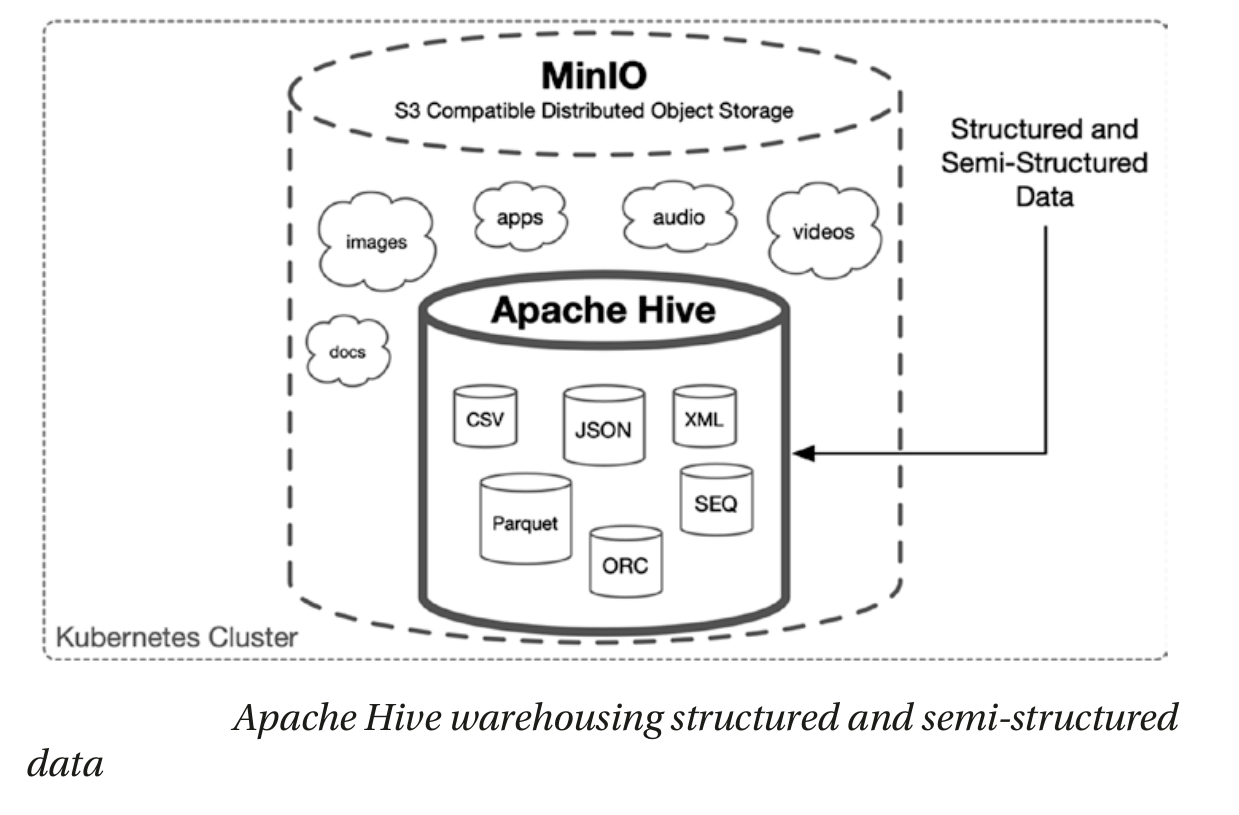 MinIO
S3 Compatible Distributed Object Storage
Structured and
Semi-Structured
Data
images
apps
audio
videos
docs
Apache Hive
CSV
JSON
XML
Parquet
SEQ
ORC
Kubernetes Cluster
Apache Hive warehousing structured and semi-structured
data